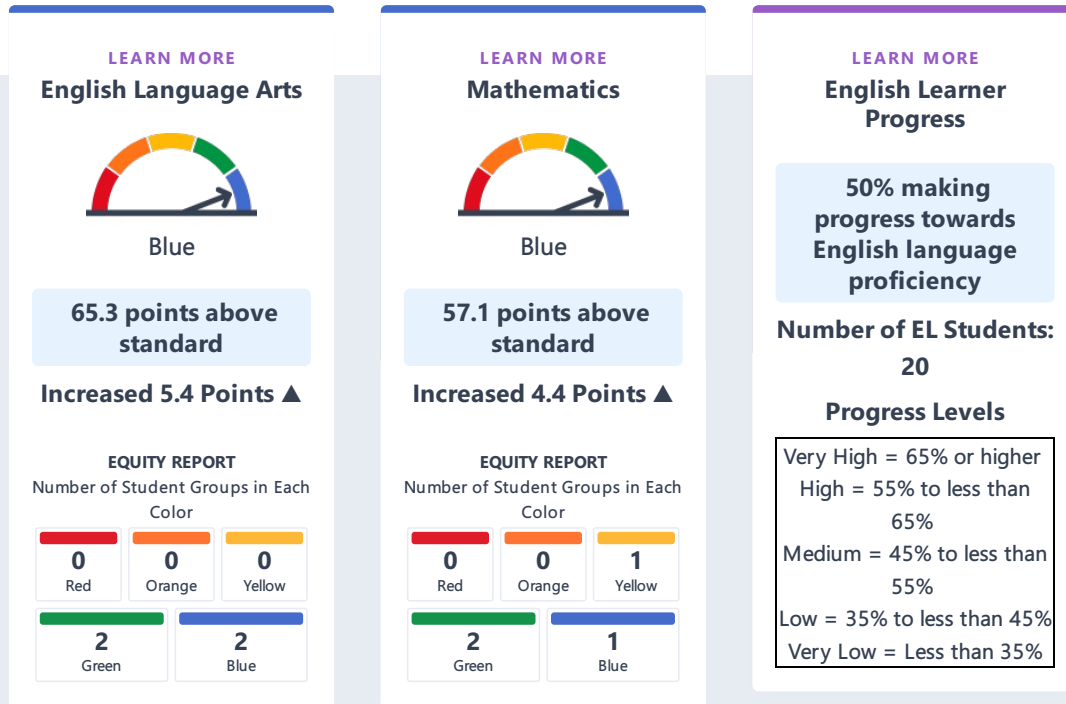 LEARN MORE
English Language Arts
Blue
65.3 points above
standard
Increased 5.4 Points ▲
EQUITY REPORT
Number of Student Groups in Each
Color
0
Red
0
Orange
0
Yellow
2
Green
2
Blue
LEARN MORE
Mathematics
Blue
57.1 points above
standard
Increased 4.4 Points ▲
EQUITY REPORT
Number of Student Groups in Each
Color
0
Red
0
Orange
1
Yellow
2
Green
1
Blue
LEARN MORE
English Learner
Progress
50% making
progress towards
English language
proficiency
Number of EL Students:
20
Progress Levels
Very High = 65% or higher
High = 55% to less than
65%
Medium = 45% to less than
55%
Low = 35% to less than 45%
Very Low = Less than 35%